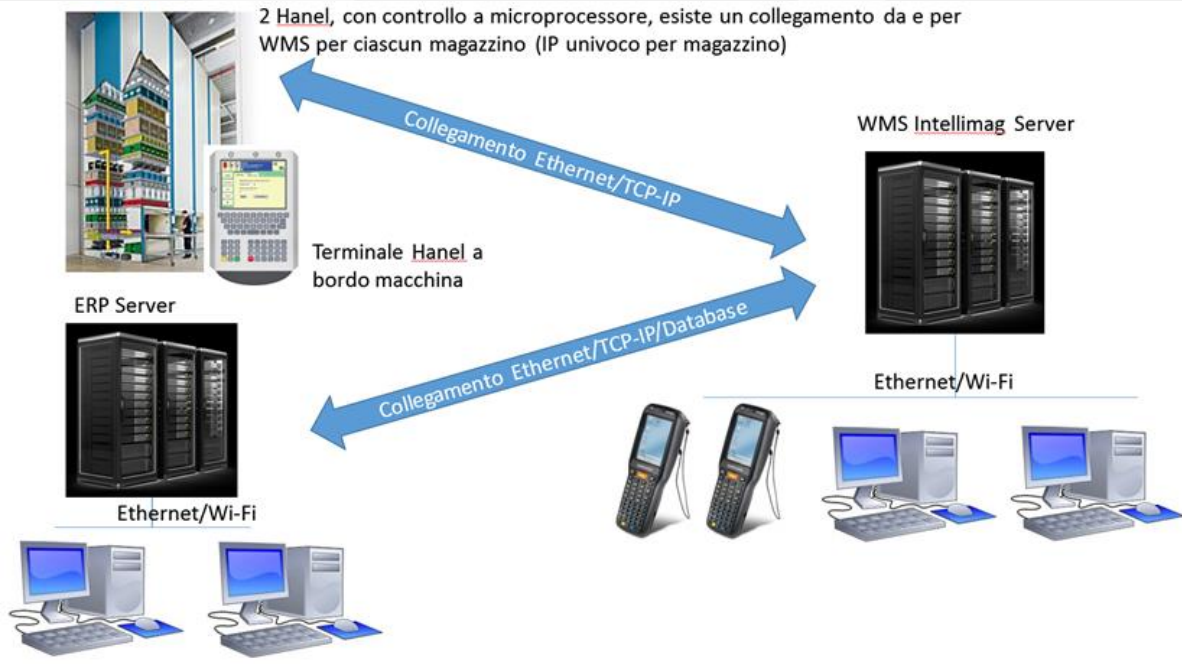 2 Hanel, con controllo a microprocessore, esiste un collegamento da e per
WMS per ciascun magazzino (IP univoco per magazzino)
Collegamento Ethernet/TCP-IP
WMS Intellimag Server
Terminale Hanel a
bordo macchina
ERP Server
Collegamento Ethernet/TCP-IP/Database
Ethernet/Wi-Fi
Ethernet/Wi-Fi